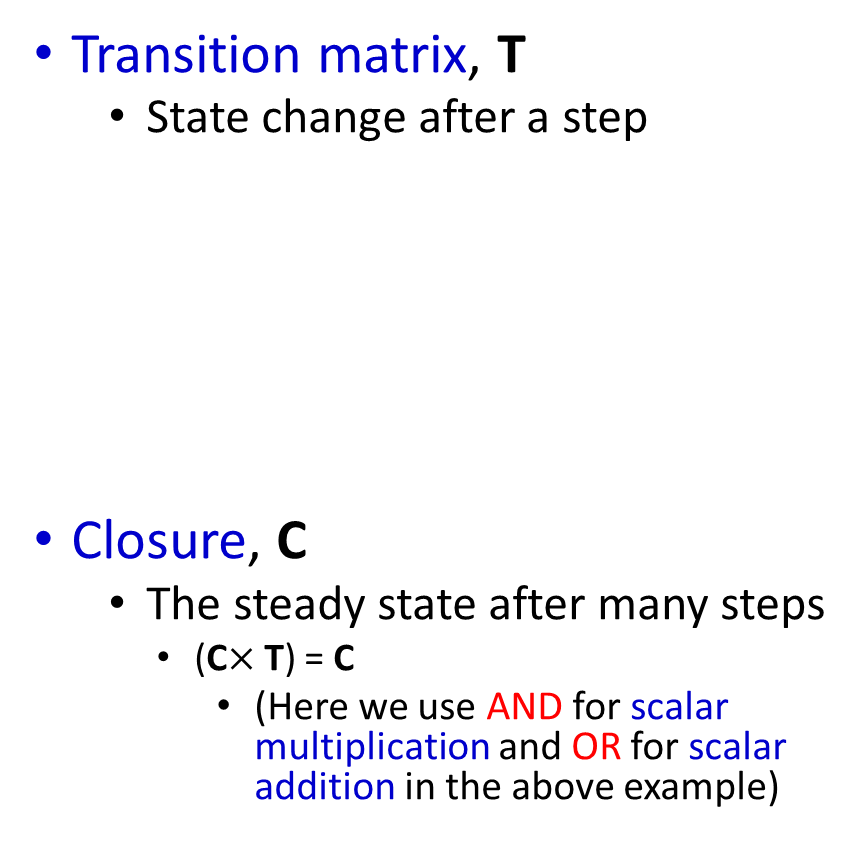 • Transition matrix, T
• State change after a step
• Closure, C
• The steady state after many steps
• (C× T) = C
• (Here we use AND for scalar
multiplication and OR for scalar
addition in the above example)